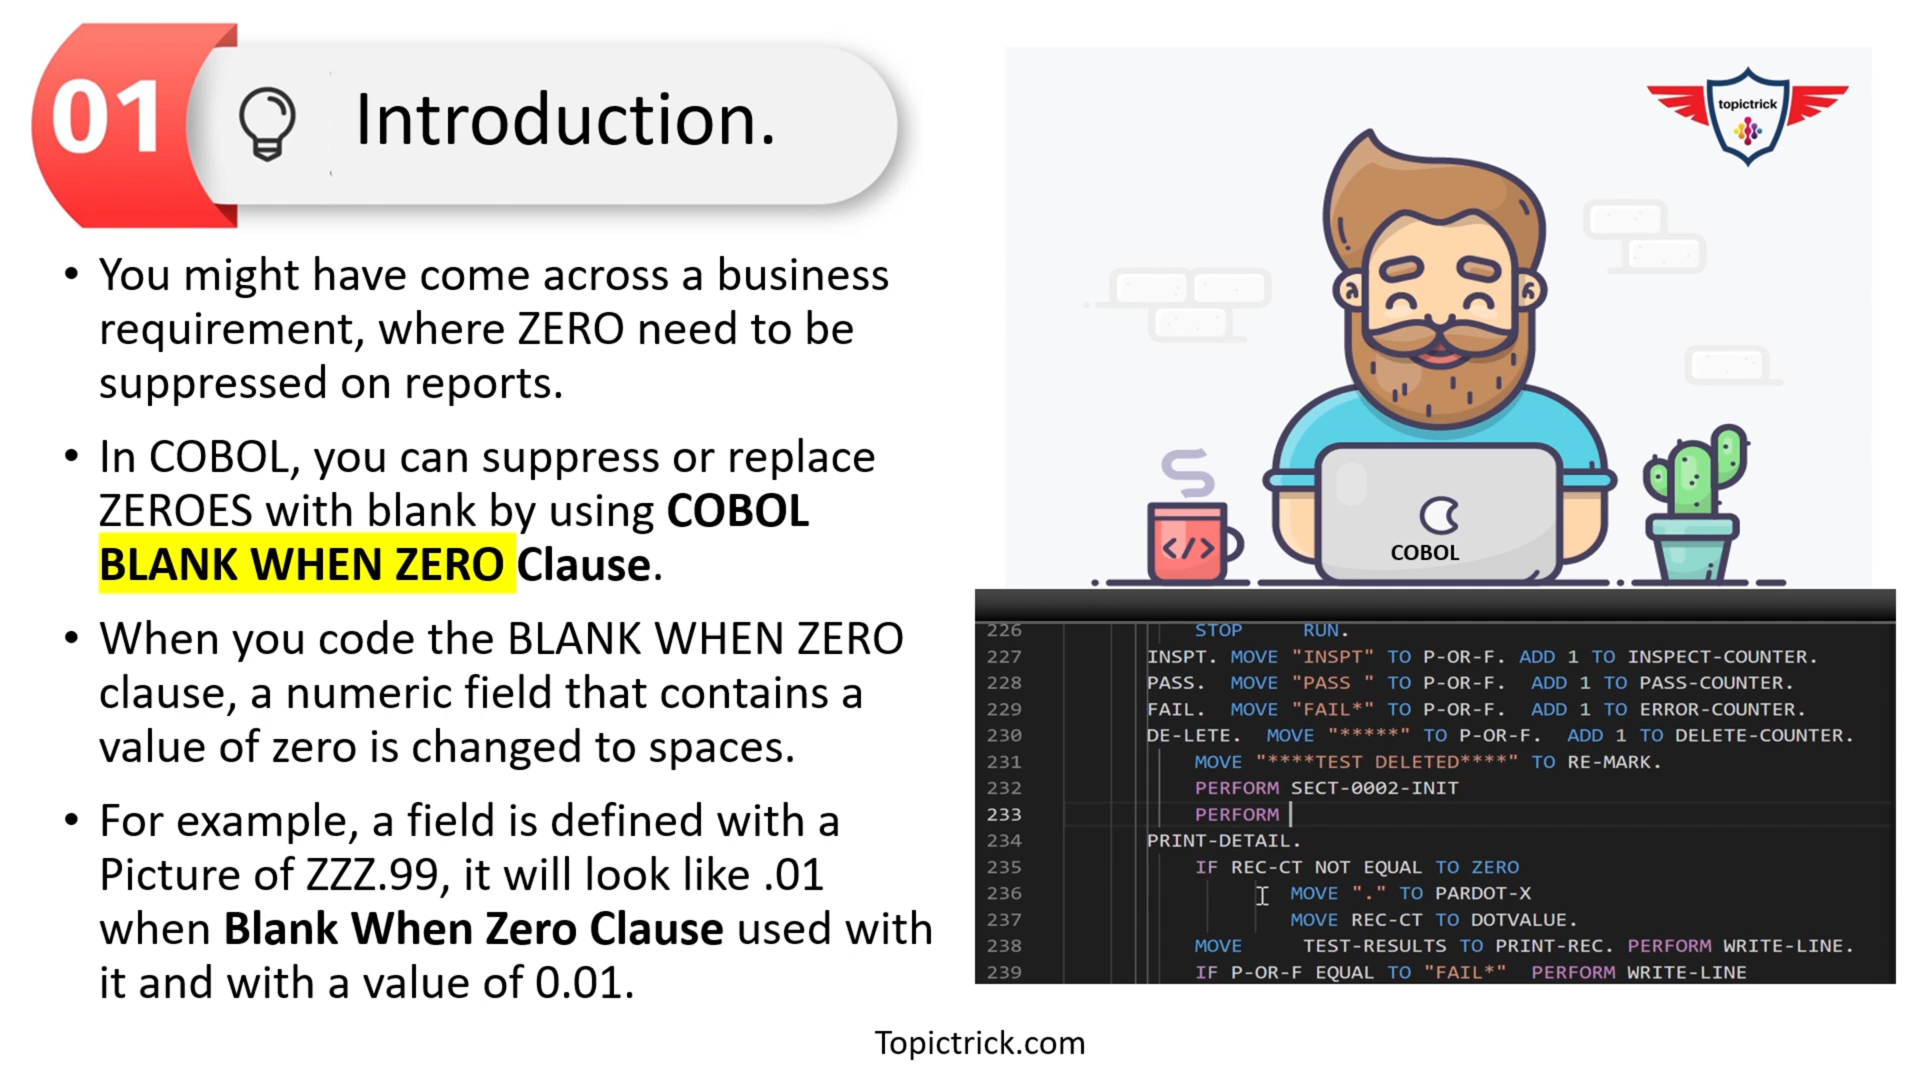 01
Introduction.
• You might have come across a business
requirement, where ZERO need to be
suppressed on reports.
• In COBOL, you can suppress or replace
ZEROES with blank by using COBOL
BLANK WHEN ZERO Clause.
• When you code the BLANK WHEN ZERO
clause, a numeric field that contains a
value of zero is changed to spaces.
• For example, a field is defined with a
Picture of ZZZ.99, it will look like .01
when Blank When Zero Clause used with
it and with a value of 0.01.
topictrick
</>
COBOL
226 STOP RUN.
227 INSPT. MOVE "INSPT" TO P-OR-F. ADD 1 TO INSPECT-COUNTER.
228 PASS. MOVE "PASS " TO P-OR-F. ADD 1 TO PASS-COUNTER.
229 FAIL. MOVE "FAIL*" TO P-OR-F. ADD 1 TO ERROR-COUNTER.
230 DE-LETE. MOVE "*****" TO P-OR-F. ADD 1 TO DELETE-COUNTER.
231 MOVE "****TEST DELETED****" TO RE-MARK.
232 PERFORM SECT-0002-INIT
233 PERFORM
234 PRINT-DETAIL.
235 IF REC-CT NOT EQUAL TO ZERO
236 MOVE "." TO PARDOT-X
237 MOVE REC-CT TO DOTVALUE.
238 MOVE TEST-RESULTS TO PRINT-REC. PERFORM WRITE-LINE.
239 IF P-OR-F EQUAL TO "FAIL*" PERFORM WRITE-LINE
Topictrick.com